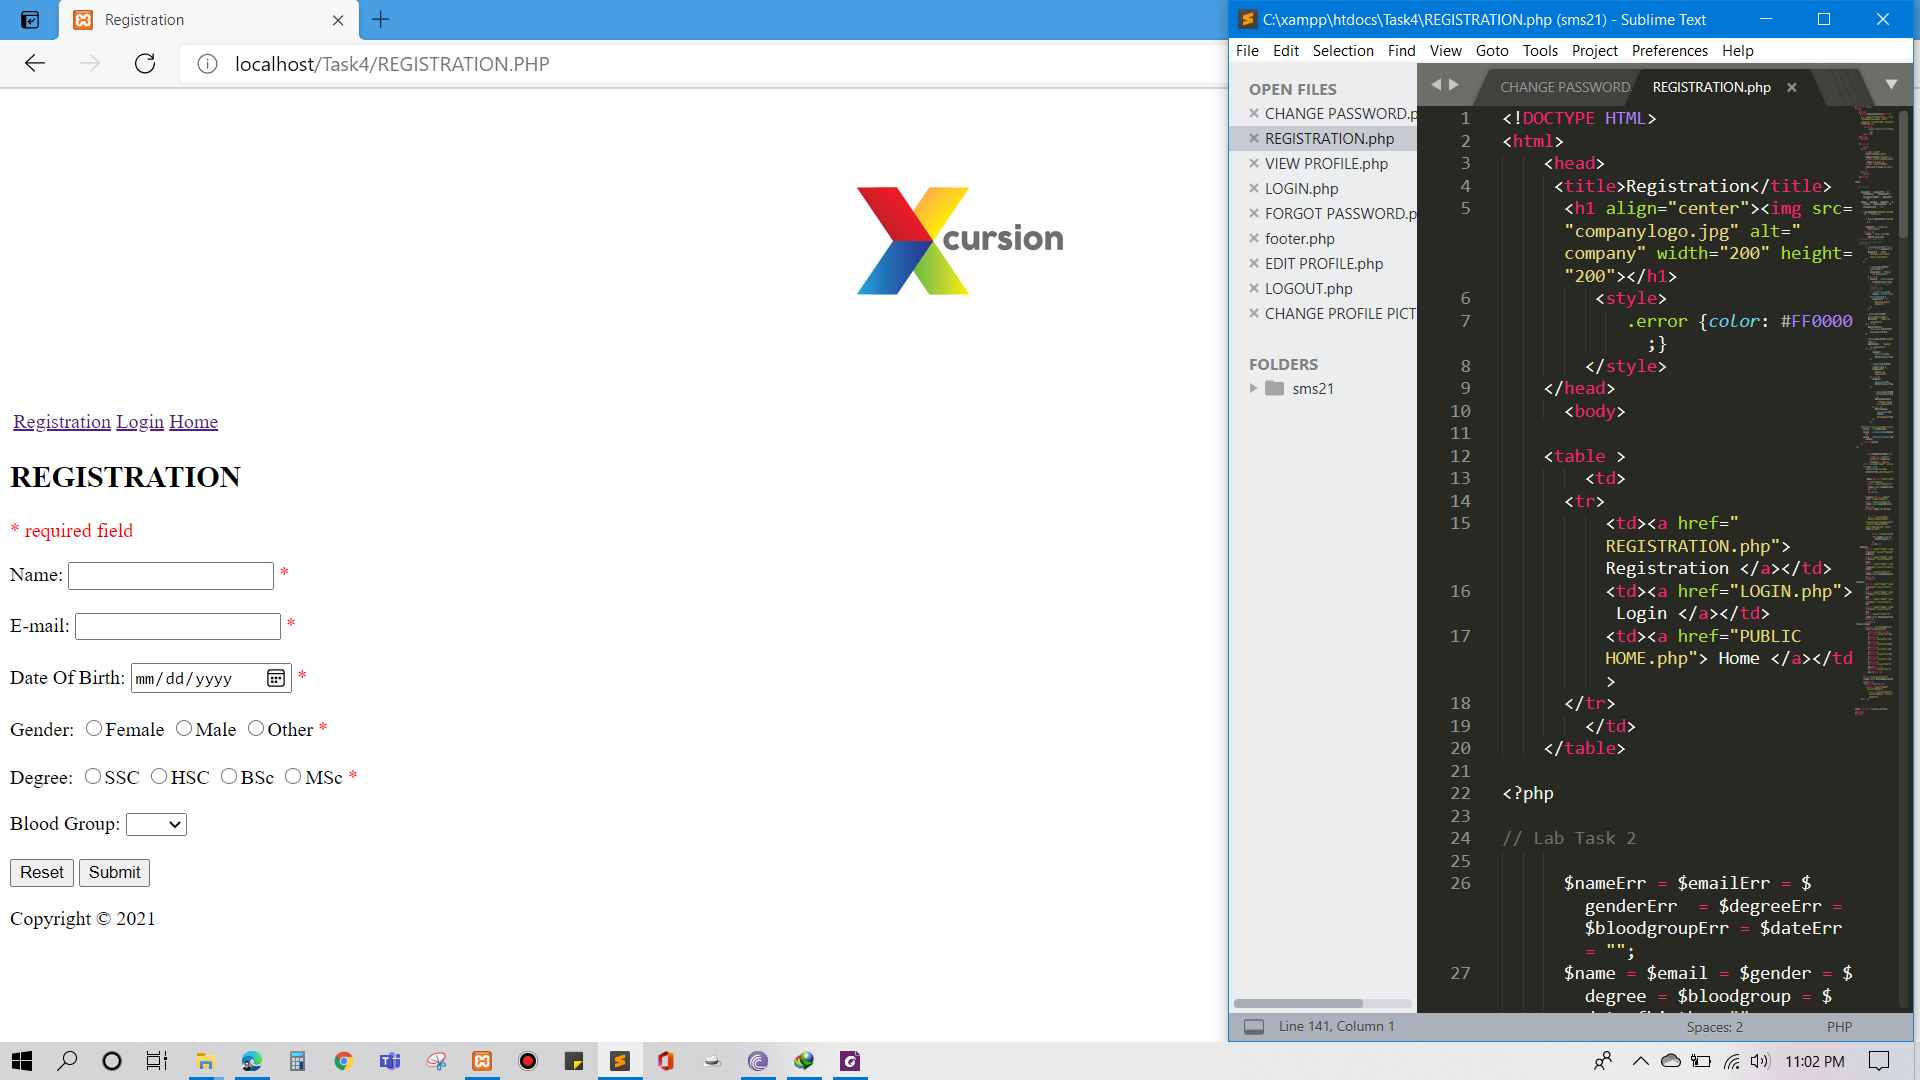 Registration
localhost/Task4/REGISTRATION.PHP
Xcursion
Registration Login Home
REGISTRATION
* required field
Name: *
E-mail: *
Date Of Birth: mm/dd/yyyy *
Gender: Female Male Other *
Degree: SSC HSC BSc MSc *
Blood Group:
Reset Submit
Copyright © 2021
C:\xampp\htdocs\Task4\REGISTRATION.php (sms21) - Sublime Text
File Edit Selection Find View Goto Tools Project Preferences Help
OPEN FILES
CHANGE PASSWORD.p
REGISTRATION.php
VIEW PROFILE.php
LOGIN.php
FORGOT PASSWORD.p
footer.php
EDIT PROFILE.php
LOGOUT.php
CHANGE PROFILE PICT
FOLDERS
sms21
CHANGE PASSWORD REGISTRATION.php
1 <!DOCTYPE HTML>
2 <html>
3 <head>
4 <title>Registration</title>
5 <h1 align="center"><img src=
"companylogo.jpg" alt="
company" width="200" height=
"200"></h1>
6 <style>
7 .error {color: #FF0000
;}
8 </style>
9 </head>
10 <body>
11
12 <table >
13 <td>
14 <tr>
15 <td><a href="
REGISTRATION.php">
Registration </a></td>
16 <td><a href="LOGIN.php">
Login </a></td>
17 <td><a href="PUBLIC
HOME.php"> Home </a></td
>
18 </tr>
19 </td>
20 </table>
21
22 <?php
23
24 // Lab Task 2
25
26 $nameErr = $emailErr = $
genderErr = $degreeErr =
$bloodgroupErr = $dateErr
= "";
27 $name = $email = $gender = $
degree = $bloodgroup = $
Line 141, Column 1 Spaces: 2 PHP
11:02 PM